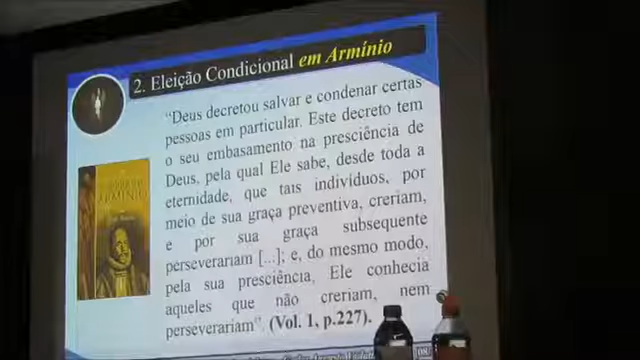 2. Eleição Condicional em Armínio
“Deus decretou salvar e condenar certas
pessoas em particular. Este decreto tem
o seu embasamento na presciência de
Deus, pela qual Ele sabe, desde toda a
eternidade, que tais indivíduos, por
meio de sua graça preventiva, creriam,
e por sua graça subsequente
perseverariam [...]; e, do mesmo modo,
pela sua presciência, Ele conhecia
aqueles que não creriam, nem
perseverariam”. (Vol. 1, p.227).
ARMÍNIO